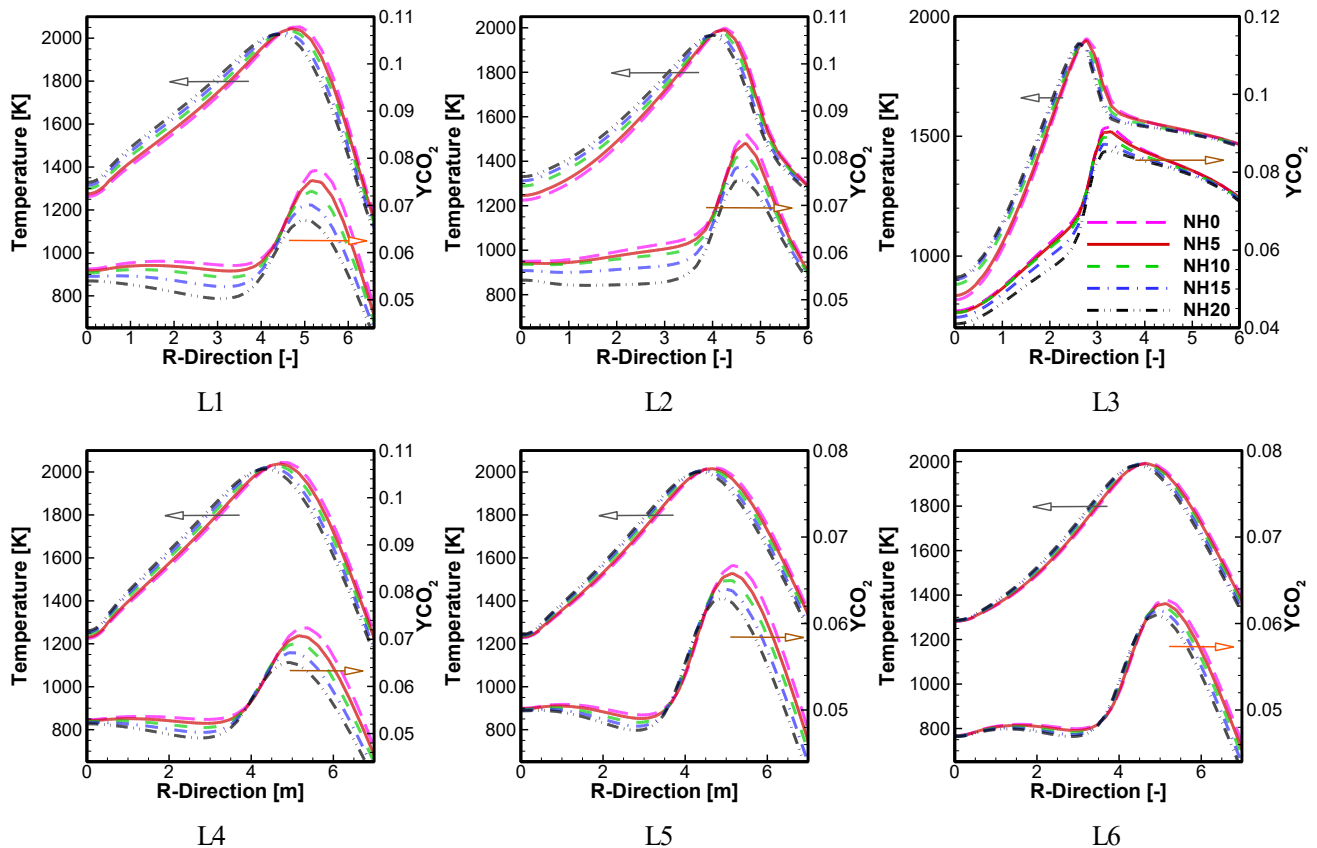 2000
1800
1600
1400
1200
1000
800
Temperature [K]
0 1 2 3 4 5 6
R-Direction [-]
0.11
0.1
0.09
0.08
0.07
0.06
0.05
YCO2
L1
2000
1800
1600
1400
1200
1000
800
Temperature [K]
0 1 2 3 4 5 6
R-Direction [-]
0.11
0.1
0.09
0.08
0.07
0.06
0.05
YCO2
L2
2000
1500
1000
Temperature [K]
0 1 2 3 4 5 6
R-Direction [-]
0.12
0.1
0.08
0.06
0.04
YCO2
NH0
NH5
NH10
NH15
NH20
L3
2000
1800
1600
1400
1200
1000
800
Temperature [K]
0 2 4 6
R-Direction [m]
0.11
0.1
0.09
0.08
0.07
0.06
0.05
YCO2
L4
2000
1800
1600
1400
1200
1000
800
Temperature [K]
0 2 4 6
R-Direction [m]
0.08
0.07
0.06
0.05
YCO2
L5
2000
1800
1600
1400
1200
1000
800
Temperature [K]
0 1 2 3 4 5 6
R-Direction [-]
0.08
0.07
0.06
0.05
YCO2
L6